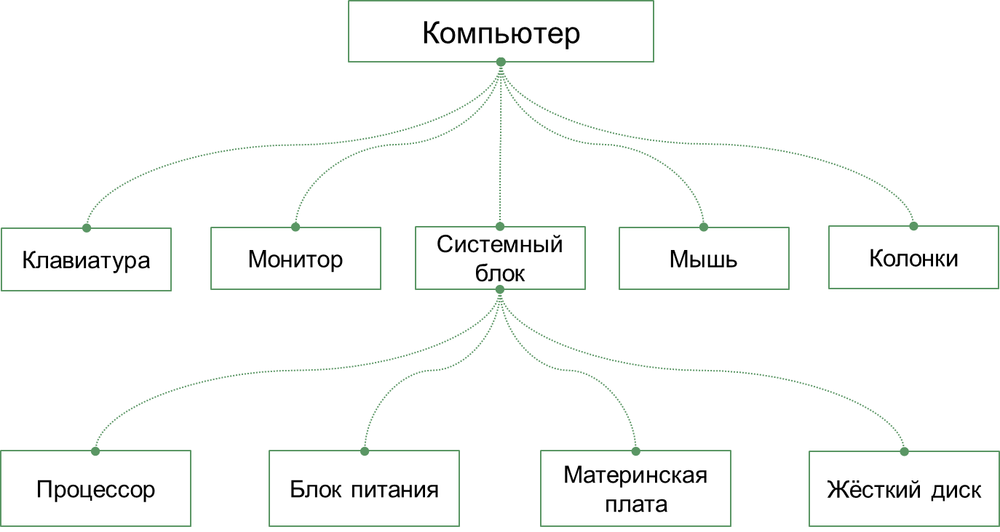 Компьютер
Клавиатура
Монитор
Системный
блок
Мышь
Колонки
Процессор
Блок питания
Материнская
плата
Жёсткий диск